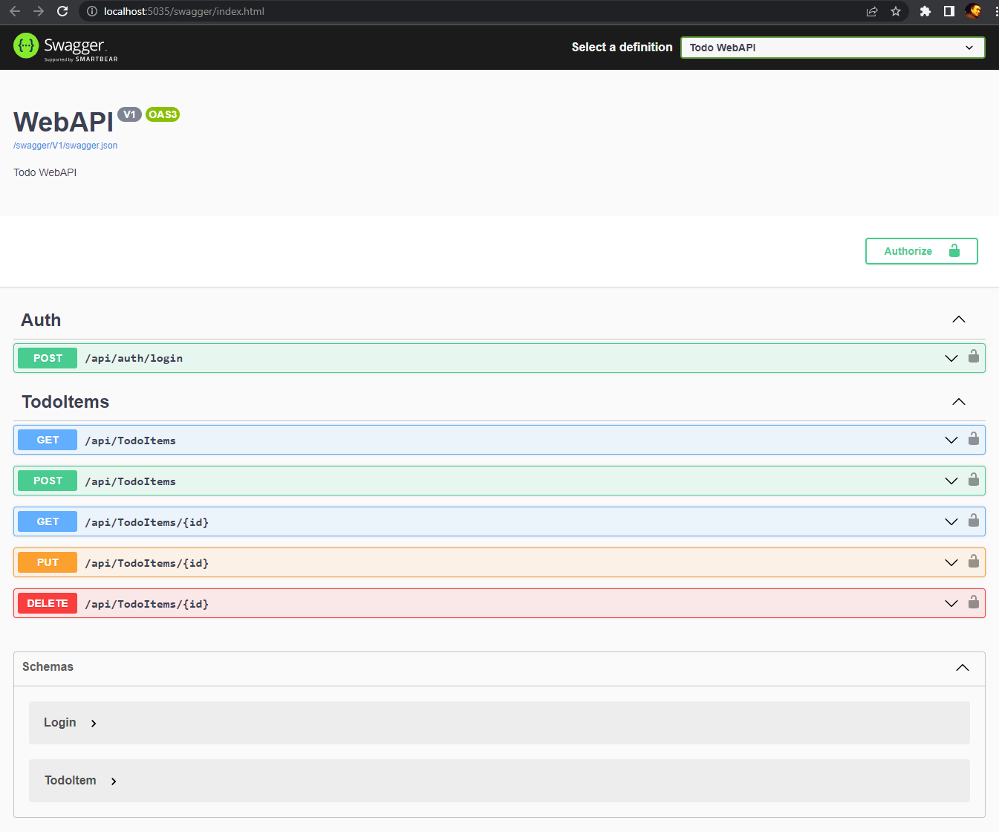 localhost:5035/swagger/index.html
Swagger
Supported by SMARTBEAR
Select a definition
Todo WebAPI
WebAPI V1 OAS3
/swagger/V1/swagger.json
Todo WebAPI
Authorize
Auth
POST /api/auth/login
TodoItems
GET /api/TodoItems
POST /api/TodoItems
GET /api/TodoItems/{id}
PUT /api/TodoItems/{id}
DELETE /api/TodoItems/{id}
Schemas
Login
TodoItem